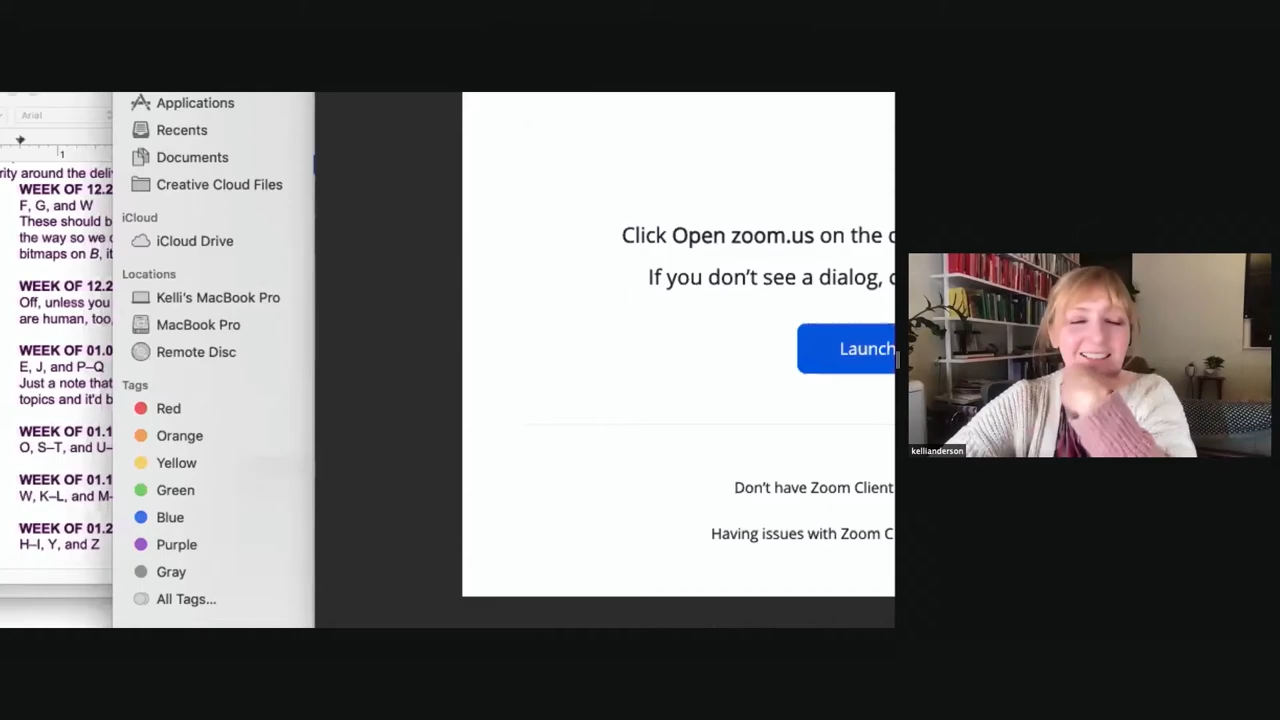 Arial
1
rity around the deli
WEEK OF 12.2
F, G, and W
These should b
the way so we c
bitmaps on B, it
WEEK OF 12.2
Off, unless you
are human, too,
WEEK OF 01.0
E, J, and P–Q
Just a note that
topics and it'd b
WEEK OF 01.1
O, S–T, and U–
WEEK OF 01.1
W, K–L, and M-
WEEK OF 01.2
H–I, Y, and Z
Applications
Recents
Documents
Creative Cloud Files
iCloud
iCloud Drive
Locations
Kelli's MacBook Pro
MacBook Pro
Remote Disc
Tags
Red
Orange
Yellow
Green
Blue
Purple
Gray
All Tags...
Click Open zoom.us on the d
If you don't see a dialog, c
Launch
Don't have Zoom Client
Having issues with Zoom C
kellianderson